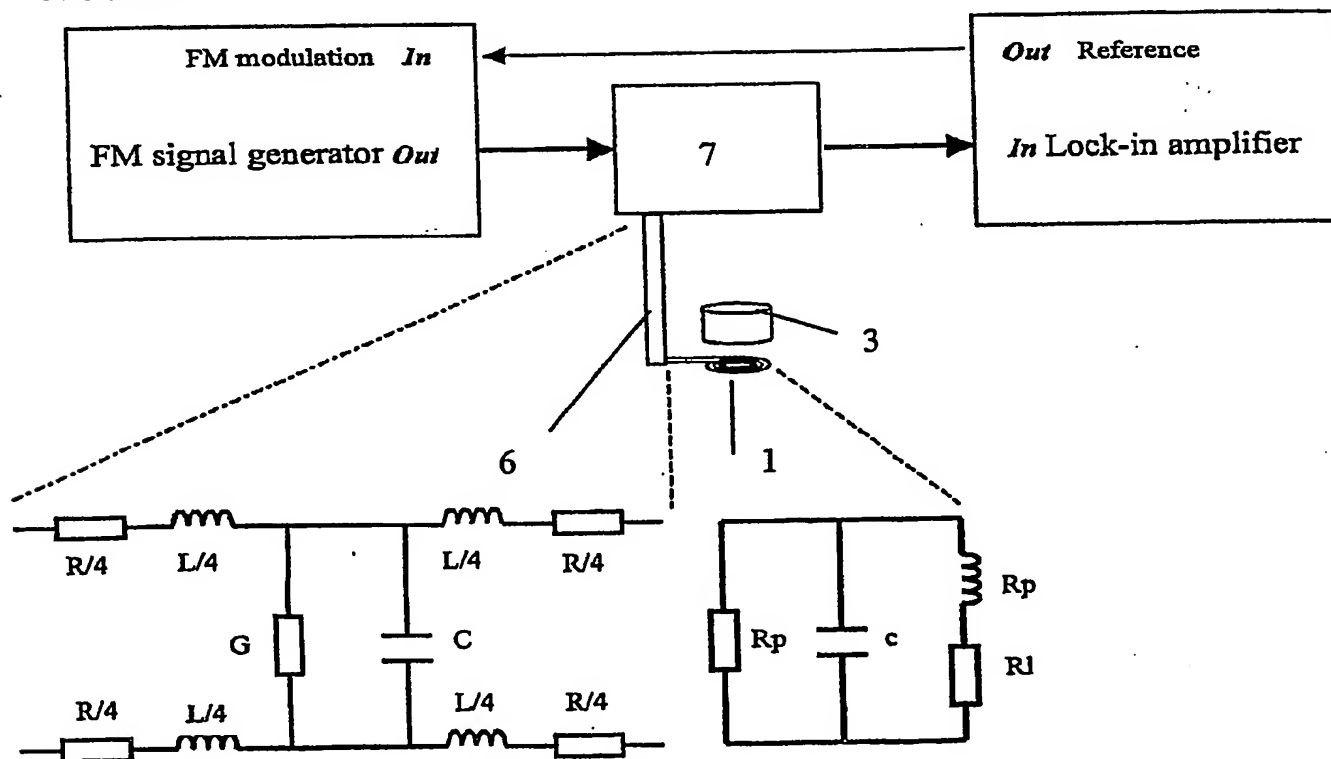 FM modulation In
Out Reference
FM signal generator Out
7
In Lock-in amplifier
3
6
1
R/4
L/4
L/4
R/4
Rp
G
C
Rp
c
Rl
R/4
L/4
L/4
R/4